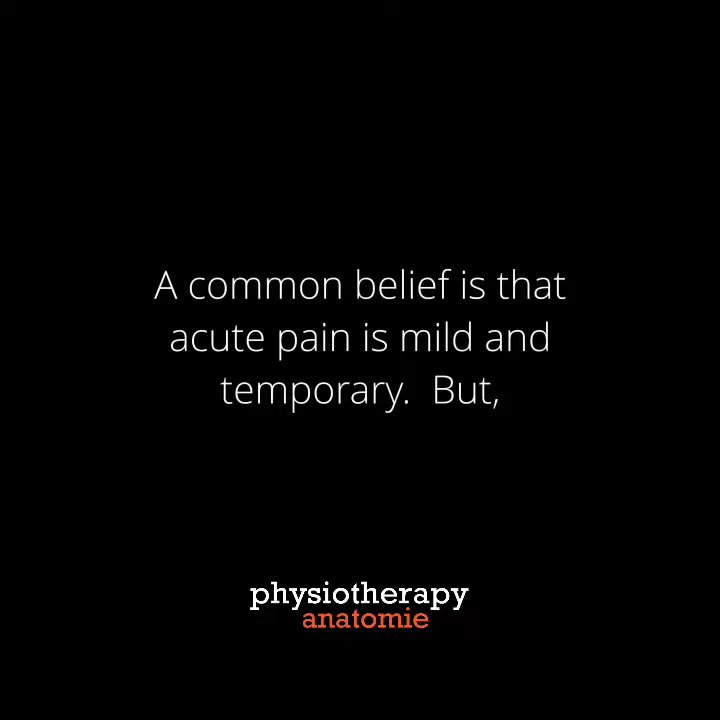 A common belief is that
acute pain is mild and
temporary.  But,
physiotherapy
anatomie